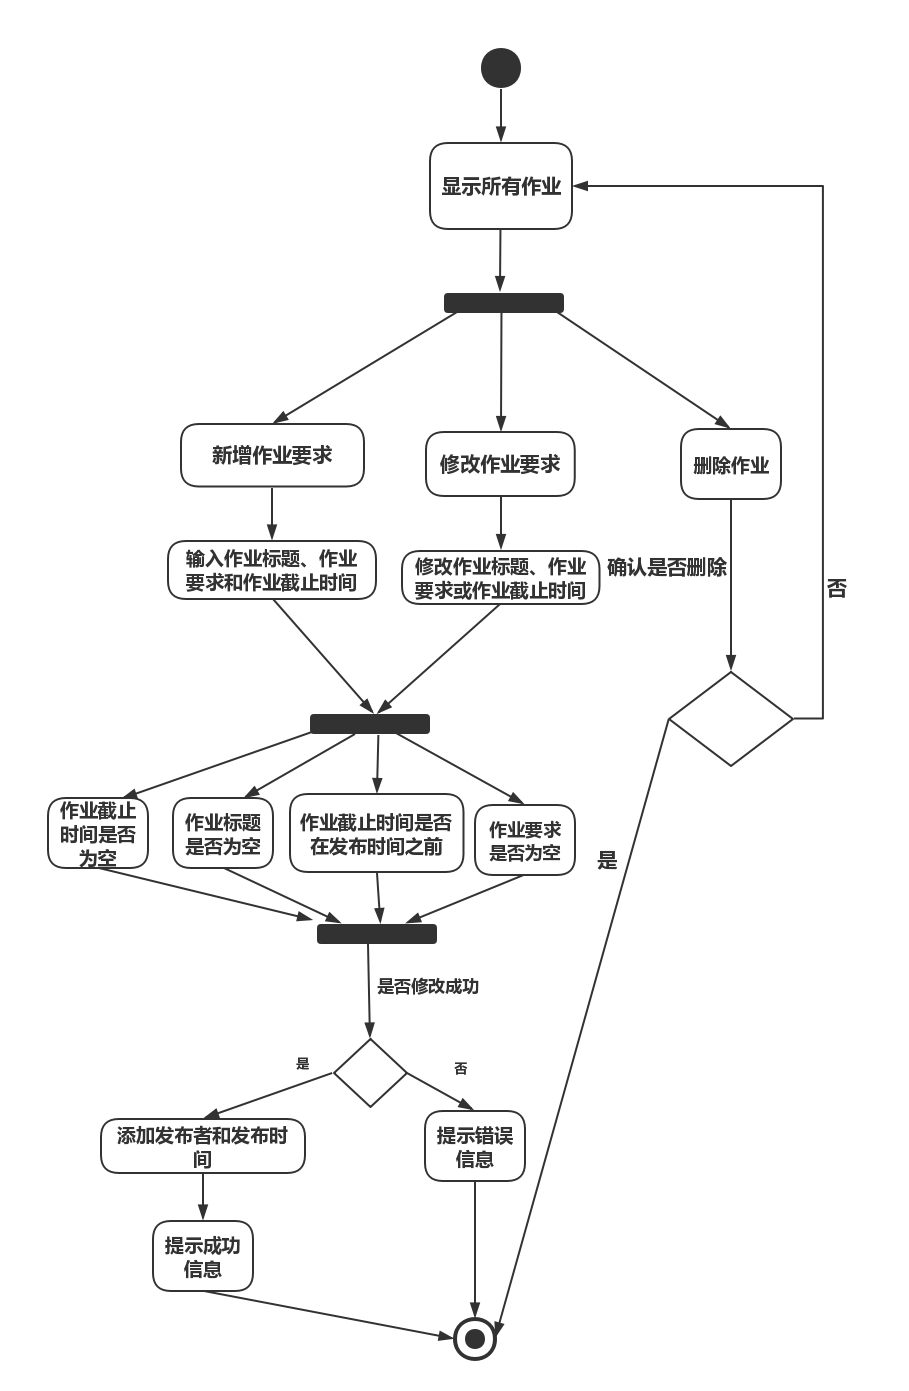 显示所有作业
新增作业要求
修改作业要求
删除作业
输入作业标题、作业
要求和作业截止时间
修改作业标题、作业
要求或作业截止时间
确认是否删除
否
作业截止
时间是否
为空
作业标题
是否为空
作业截止时间是否
在发布时间之前
作业要求
是否为空
是
是否修改成功
是
否
添加发布者和发布时
间
提示错误
信息
提示成功
信息